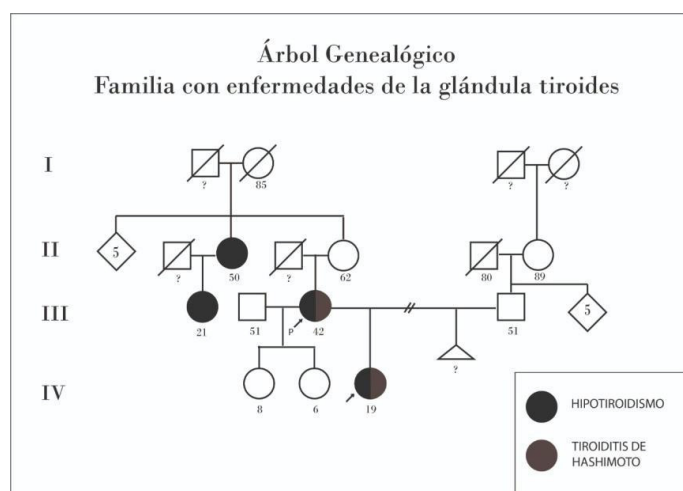 Árbol Genealógico
Familia con enfermedades de la glándula tiroides
I
? 85 ? ?
II
5 ? 50 ? 62 80 89
III
21 51 P 42 51 5
?
IV
8 6 19
HIPOTIROIDISMO
TIROIDITIS DE
HASHIMOTO